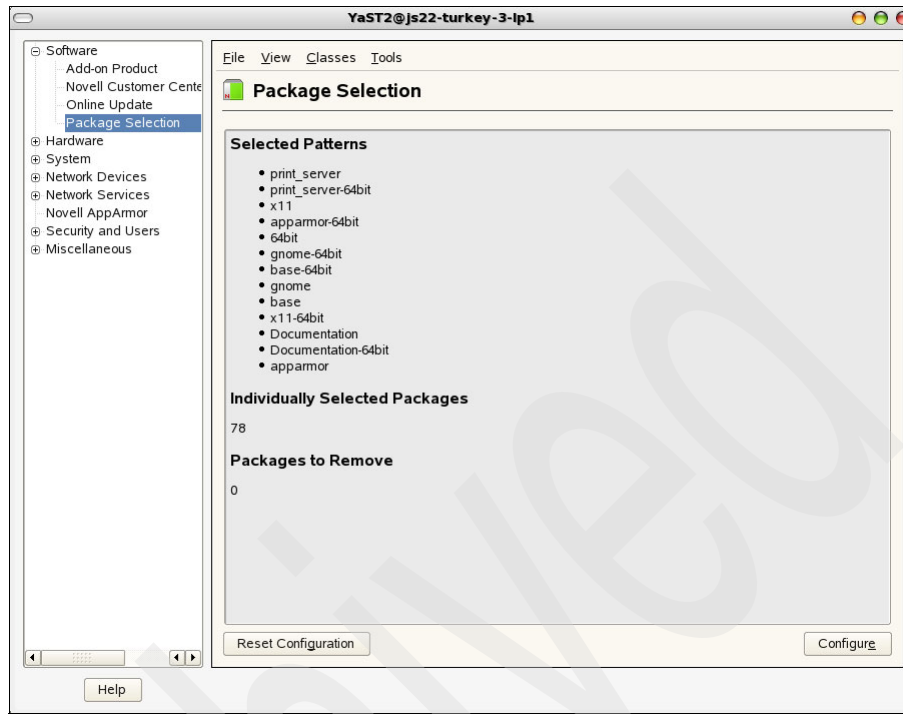 YaST2@js22-turkey-3-lp1
Software
Add-on Product
Novell Customer Cente
Online Update
Package Selection
Hardware
System
Network Devices
Network Services
Novell AppArmor
Security and Users
Miscellaneous
File View Classes Tools
Package Selection
Selected Patterns
print_server
print_server-64bit
x11
apparmor-64bit
64bit
gnome-64bit
base-64bit
gnome
base
x11-64bit
Documentation
Documentation-64bit
apparmor
Individually Selected Packages
78
Packages to Remove
0
Reset Configuration
Configure
Help